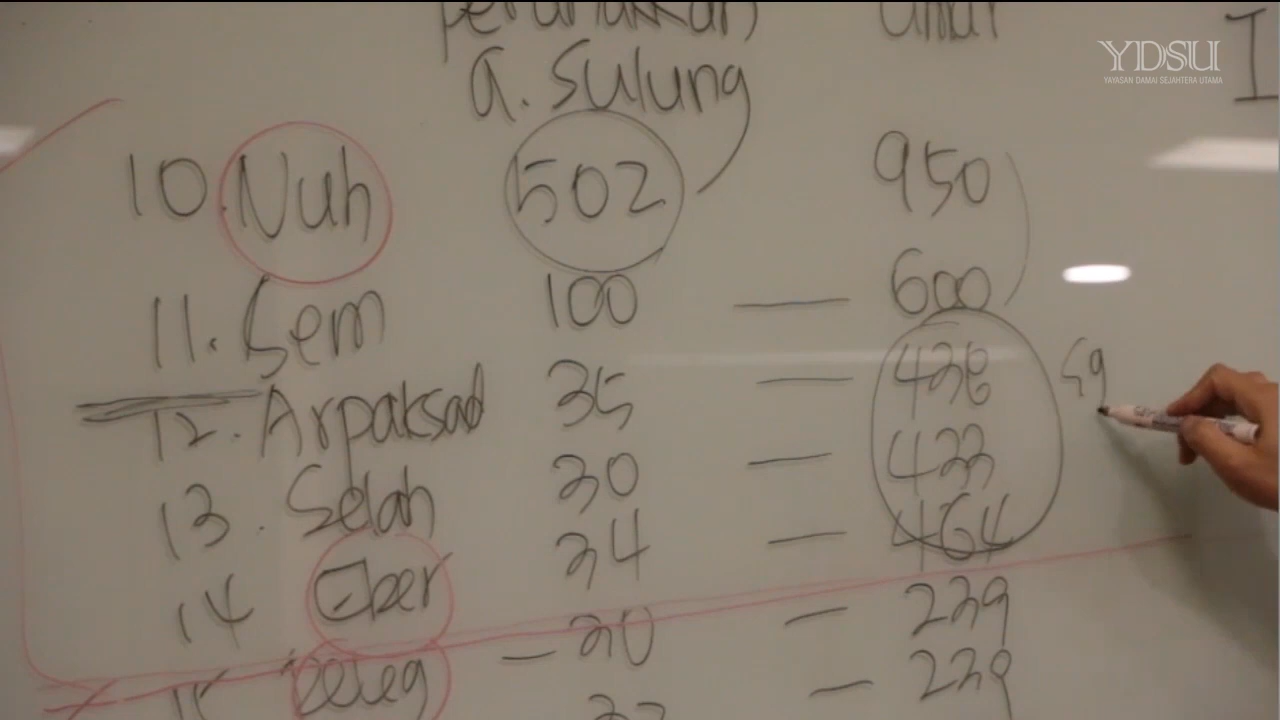 a. Sulung
YDSU
YAYASAN DAMAI SEJAHTERA UTAMA
10. Nuh 502 950
11. Sem 100 — 600
12. Arpaksad 35 — 438
13. Selah 30 — 433
14 Eber 34 — 464
15 Peleg — 30 — 239
— 239